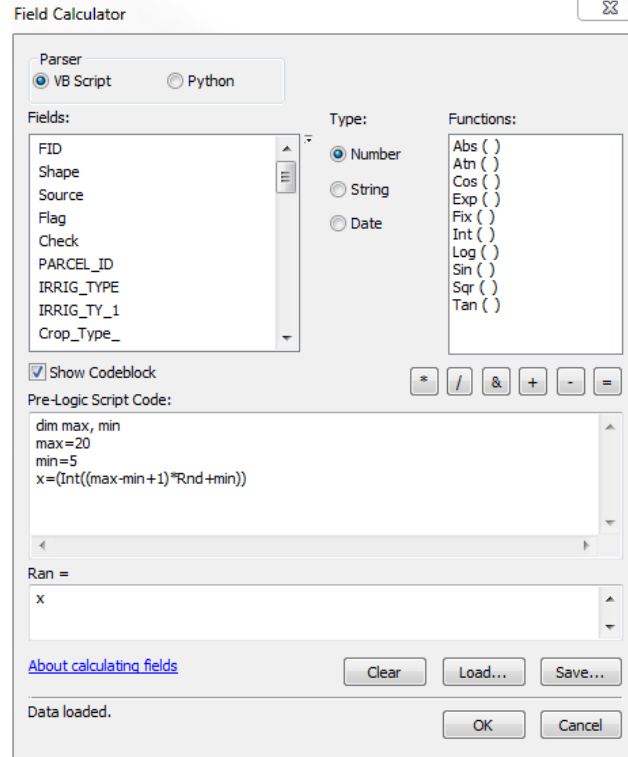 Field Calculator
Parser
VB Script
Python
Fields:
FID
Shape
Source
Flag
Check
PARCEL_ID
IRRIG_TYPE
IRRIG_TY_1
Crop_Type_
Type:
Number
String
Date
Functions:
Abs ( )
Atn ( )
Cos ( )
Exp ( )
Fix ( )
Int ( )
Log ( )
Sin ( )
Sqr ( )
Tan ( )
Show Codeblock
* / & + - =
Pre-Logic Script Code:
dim max, min
max=20
min=5
x=(Int((max-min+1)*Rnd+min))
Ran =
x
About calculating fields
Clear
Load...
Save...
Data loaded.
OK
Cancel